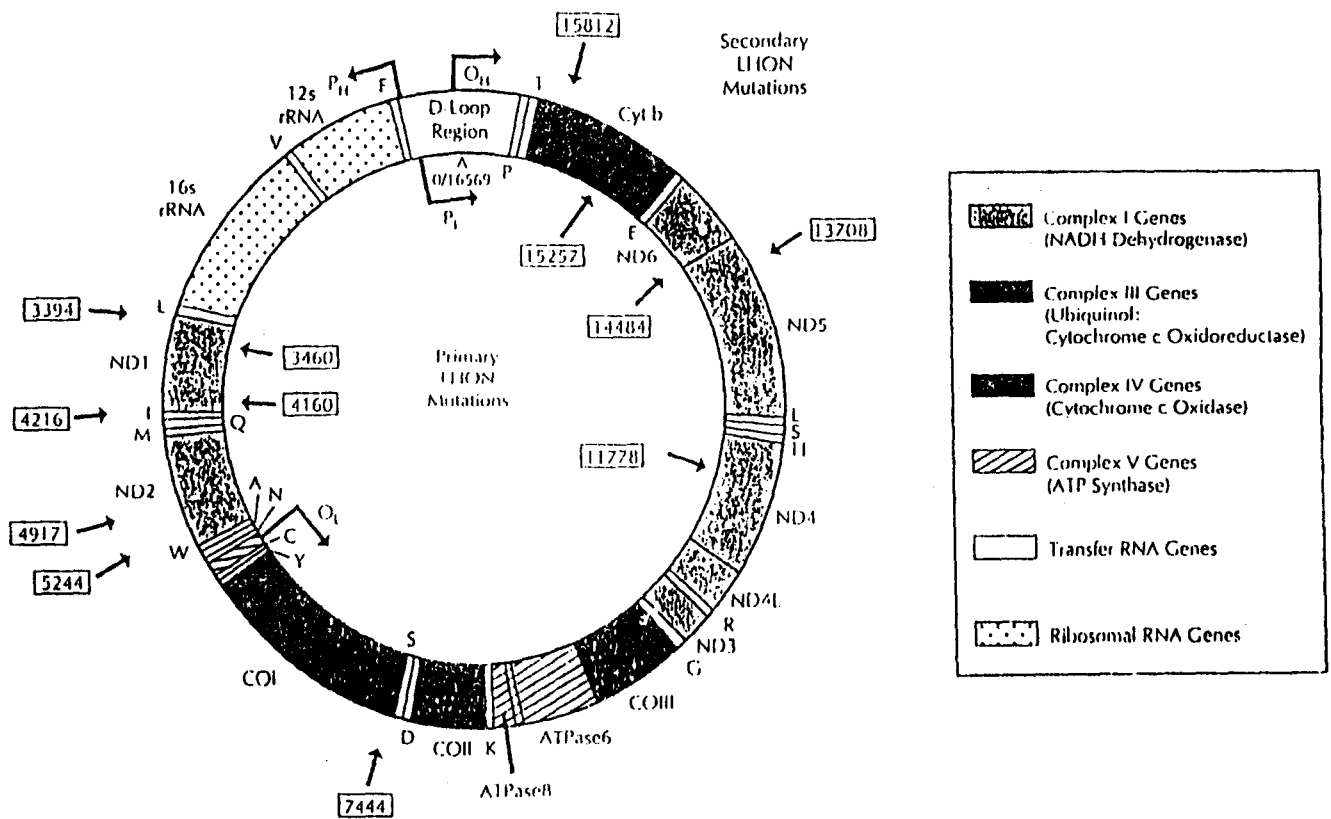 15812
Secondary
LHON
Mutations
P_H
F
O_H
T
12s
rRNA
D-Loop
Region
Cyt b
V
0/16569
P
P_L
16s
rRNA
E
ND6
15257
13708
14484
3394
L
ND5
ND1
3460
Primary
LHON
Mutations
4160
4216
I
M
Q
L
S
H
11778
ND2
A
N
O_L
C
Y
ND4
4917
W
5244
ND4L
R
ND3
G
COI
S
COIII
D
COII
K
ATPase6
ATPase8
7444
Complex I Genes
(NADH Dehydrogenase)
Complex III Genes
(Ubiquinol:
Cytochrome c Oxidoreductase)
Complex IV Genes
(Cytochrome c Oxidase)
Complex V Genes
(ATP Synthase)
Transfer RNA Genes
Ribosomal RNA Genes